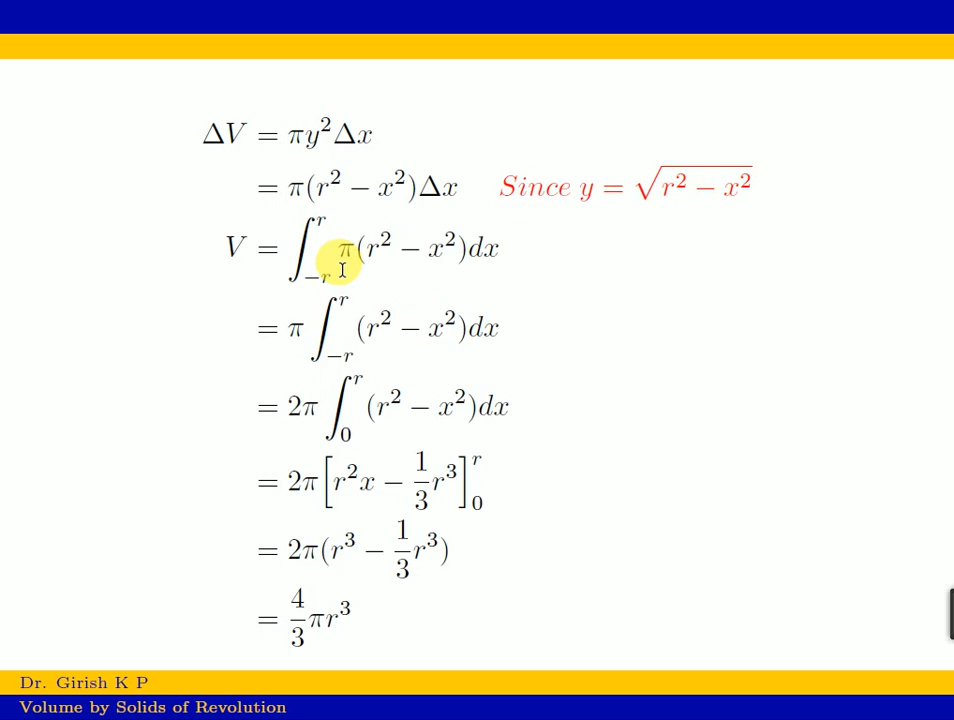 ΔV = πy²Δx
= π(r² − x²)Δx Since y = √(r² − x²)
V = ∫_{−r}^{r} π(r² − x²)dx
= π ∫_{−r}^{r} (r² − x²)dx
= 2π ∫_{0}^{r} (r² − x²)dx
= 2π[r²x − 1/3 r³]_{0}^{r}
= 2π(r³ − 1/3 r³)
= 4/3 πr³
Dr. Girish K P
Volume by Solids of Revolution